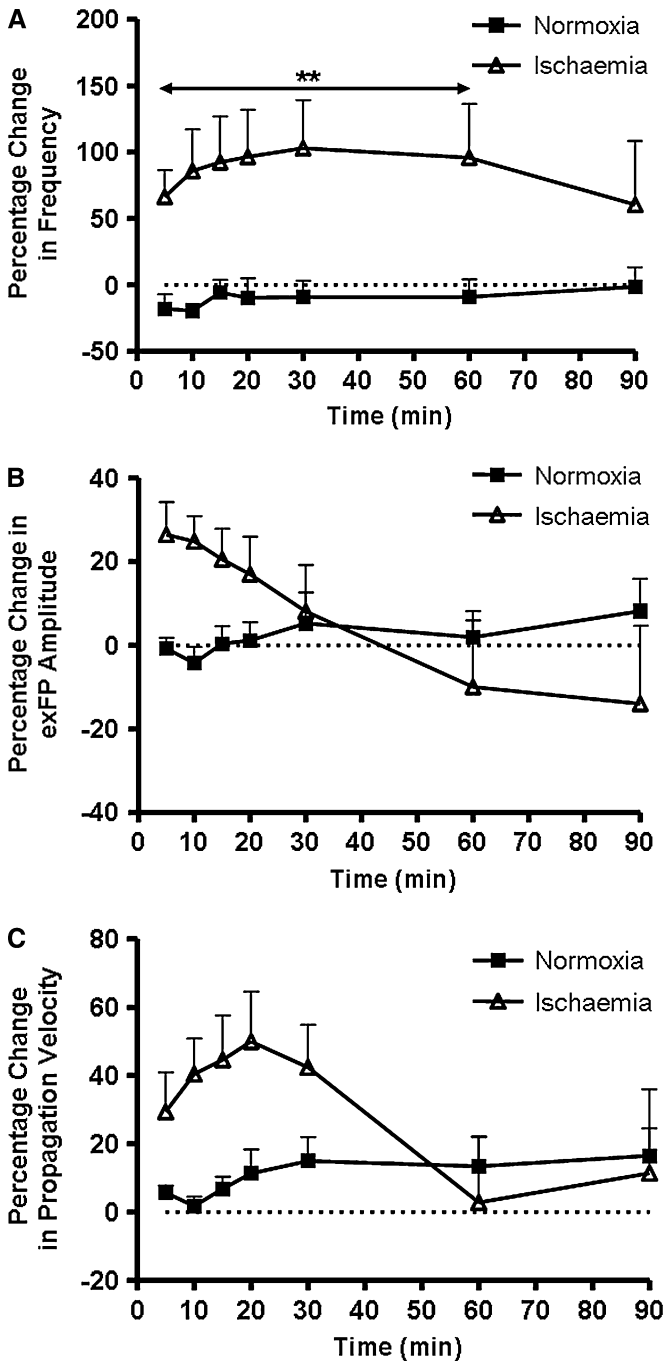 A
Normoxia
Ischaemia
**
Percentage Change
in Frequency
200
150
100
50
0
-50
0 10 20 30 40 50 60 70 80 90
Time (min)
B
Normoxia
Ischaemia
Percentage Change in
exFP Amplitude
40
20
0
-20
-40
0 10 20 30 40 50 60 70 80 90
Time (min)
C
Normoxia
Ischaemia
Percentage Change
in Propagation Velocity
80
60
40
20
0
-20
0 10 20 30 40 50 60 70 80 90
Time (min)